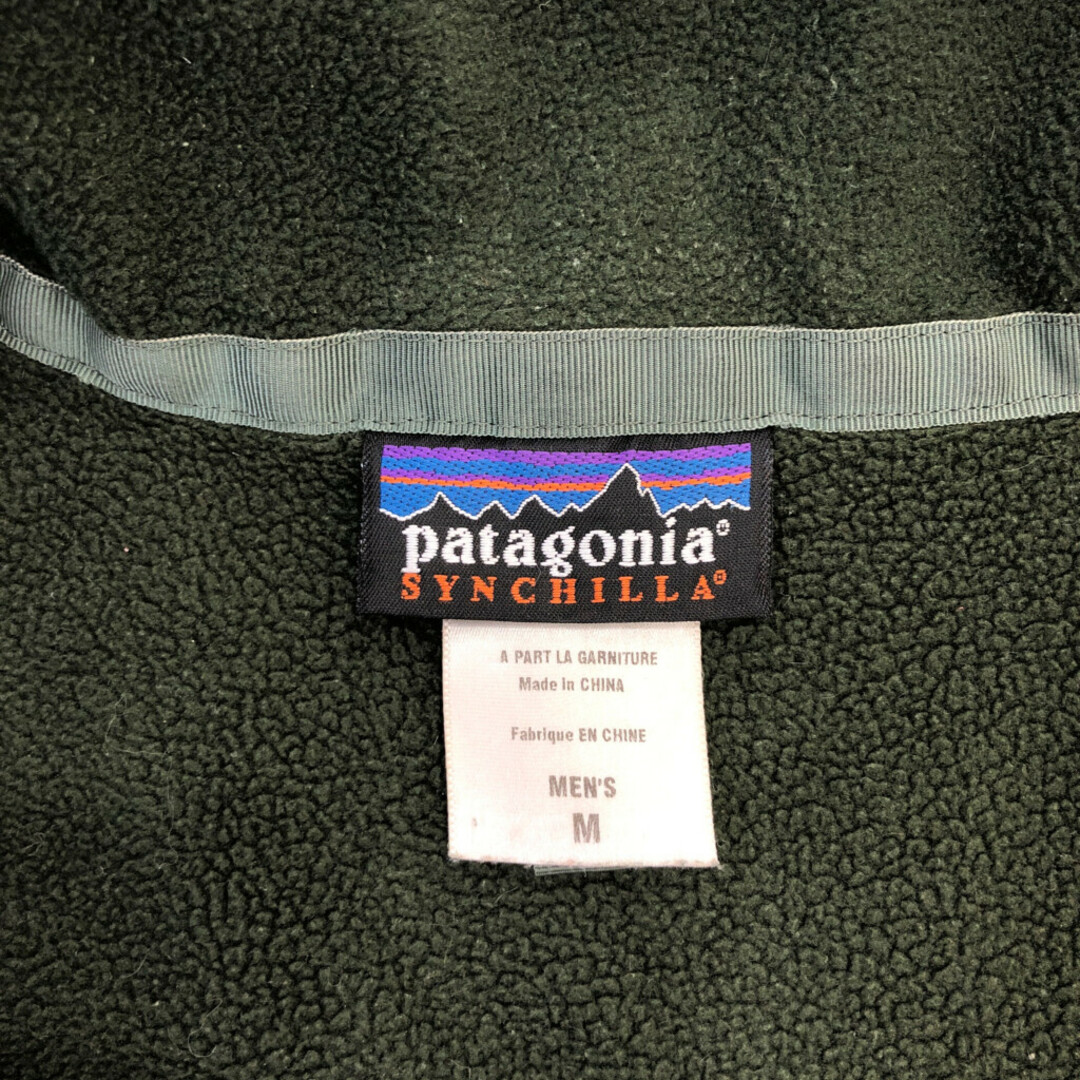 patagonia®
SYNCHILLA®
A PART LA GARNITURE
Made in CHINA
Fabrique EN CHINE
MEN'S
M